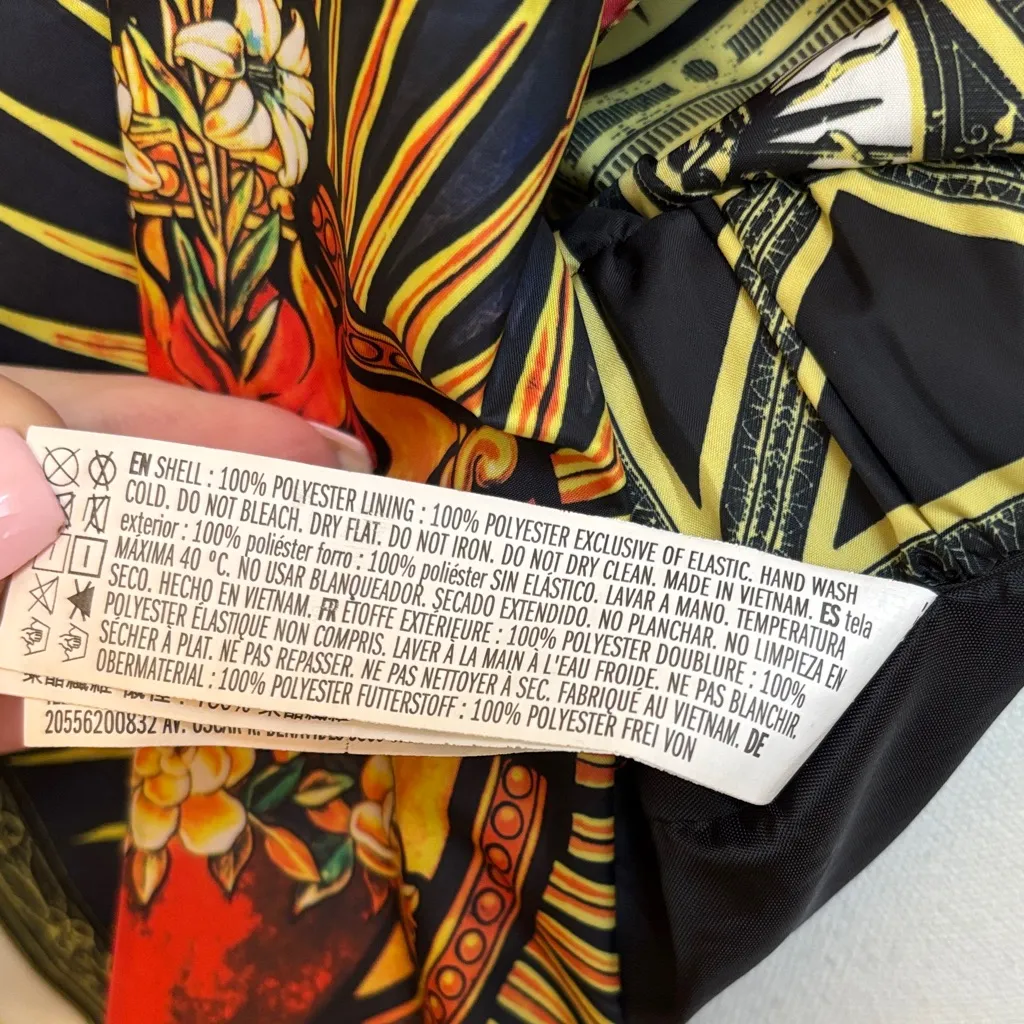 EN SHELL : 100% POLYESTER LINING : 100% POLYESTER EXCLUSIVE OF ELASTIC. HAND WASH
COLD. DO NOT BLEACH. DRY FLAT. DO NOT IRON. DO NOT DRY CLEAN. MADE IN VIETNAM. ES tela
exterior : 100% poliéster forro : 100% poliéster SIN ELÁSTICO. LAVAR A MANO. TEMPERATURA
MÁXIMA 40 °C. NO USAR BLANQUEADOR. SECADO EXTENDIDO. NO PLANCHAR. NO LIMPIEZA EN
SECO. HECHO EN VIETNAM. FR ÉTOFFE EXTÉRIEURE : 100% POLYESTER DOUBLURE : 100%
POLYESTER ÉLASTIQUE NON COMPRIS. LAVER À LA MAIN À L'EAU FROIDE. NE PAS BLANCHIR.
SÉCHER À PLAT. NE PAS REPASSER. NE PAS NETTOYER À SEC. FABRIQUÉ AU VIETNAM. DE
OBERMATERIAL : 100% POLYESTER FUTTERSTOFF : 100% POLYESTER FREI VON
20556200832 AV.